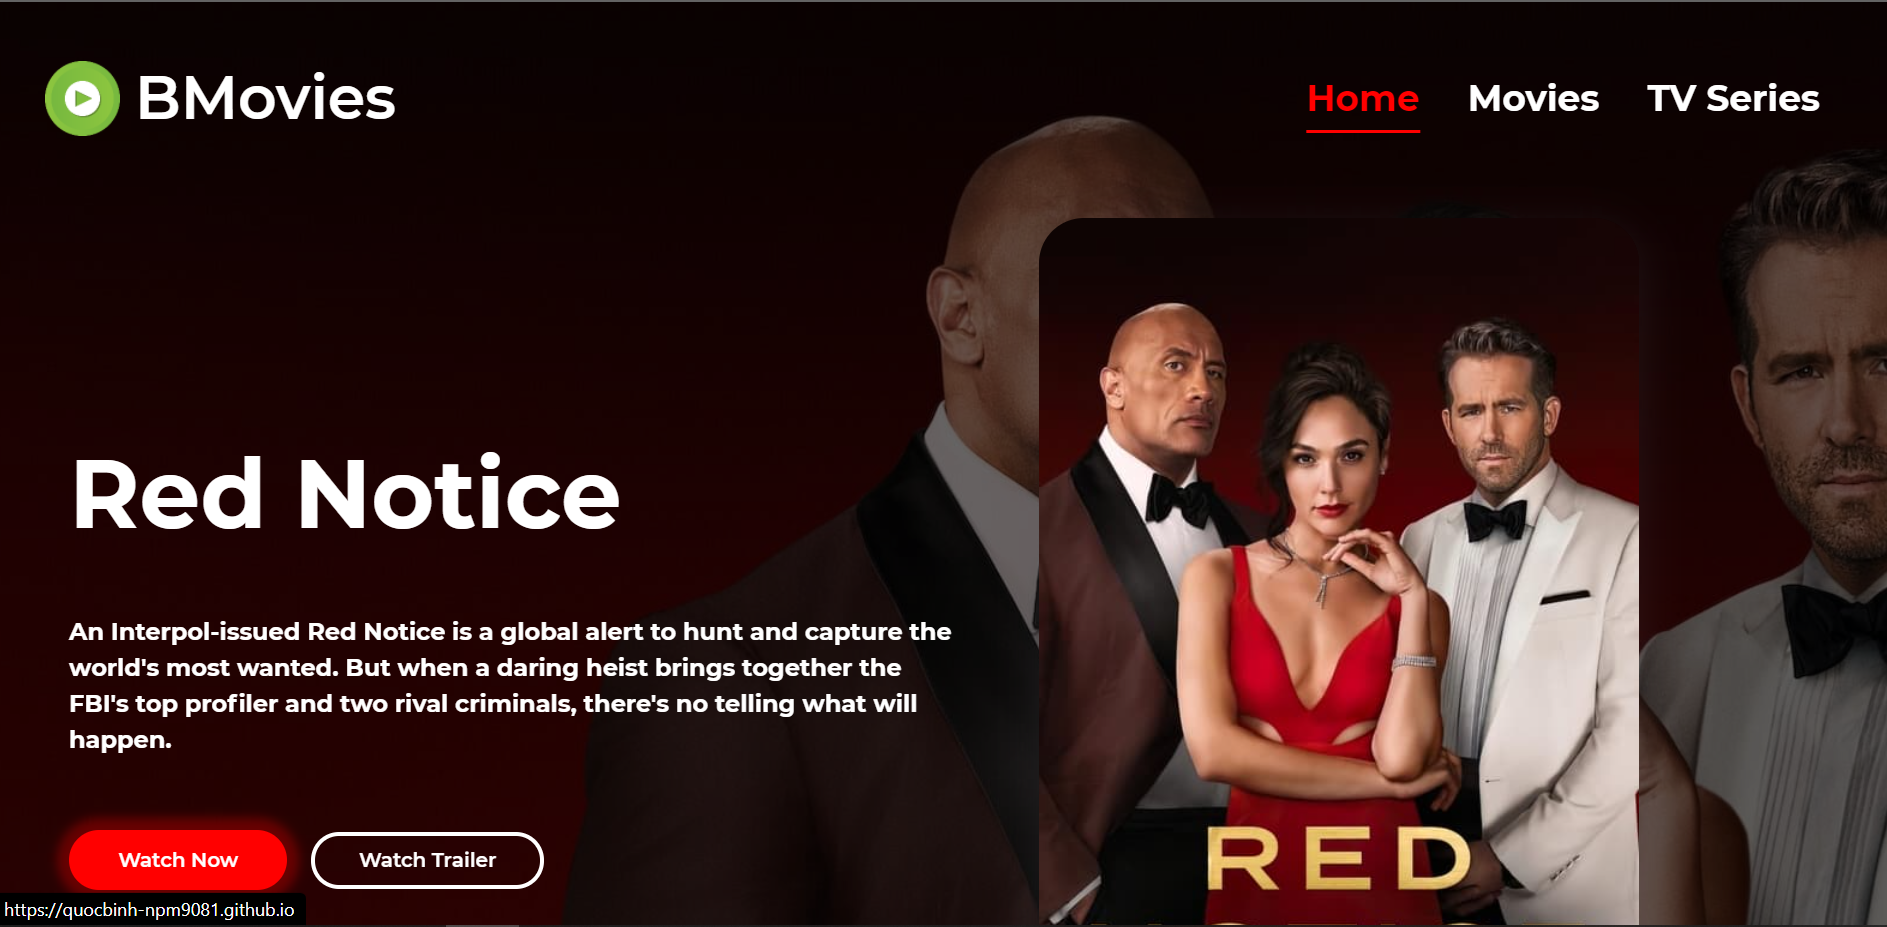 BMovies
Home
Movies
TV Series
Red Notice
An Interpol-issued Red Notice is a global alert to hunt and capture the
world's most wanted. But when a daring heist brings together the
FBI's top profiler and two rival criminals, there's no telling what will
happen.
Watch Now
Watch Trailer
RED
https://quocbinh-npm9081.github.io